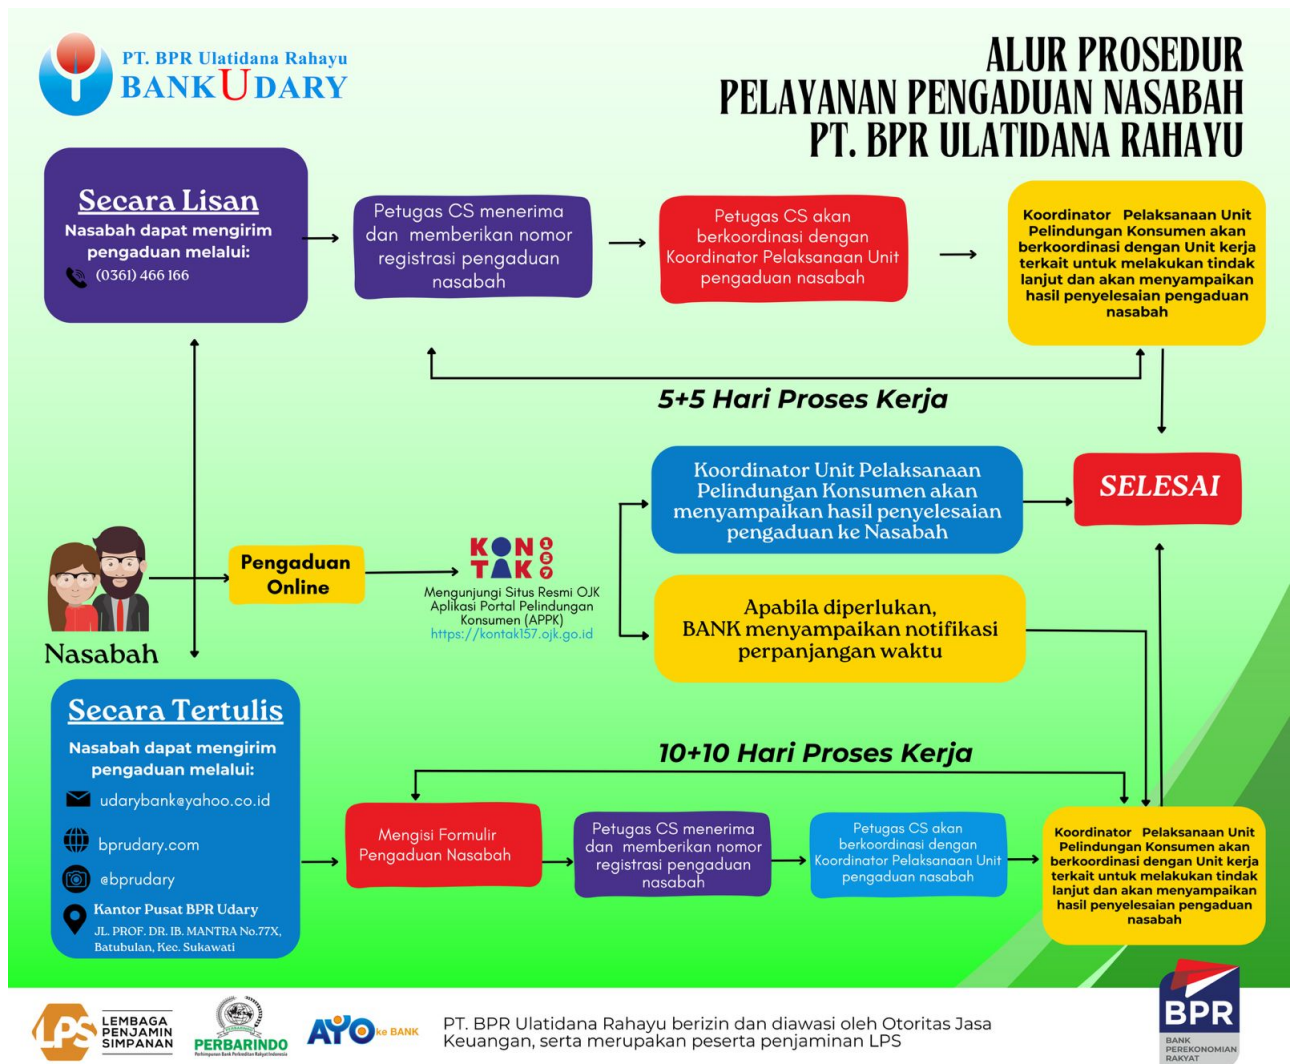 PT. BPR Ulatidana Rahayu
BANK UDARY
ALUR PROSEDUR
PELAYANAN PENGADUAN NASABAH
PT. BPR ULATIDANA RAHAYU
Secara Lisan
Nasabah dapat mengirim
pengaduan melalui:
(0361) 466 166
Petugas CS menerima
dan memberikan nomor
registrasi pengaduan
nasabah
Petugas CS akan
berkoordinasi dengan
Koordinator Pelaksanaan Unit
pengaduan nasabah
Koordinator Pelaksanaan Unit
Pelindungan Konsumen akan
berkoordinasi dengan Unit kerja
terkait untuk melakukan tindak
lanjut dan akan menyampaikan
hasil penyelesaian pengaduan
nasabah
5+5 Hari Proses Kerja
Koordinator Unit Pelaksanaan
Pelindungan Konsumen akan
menyampaikan hasil penyelesaian
pengaduan ke Nasabah
SELESAI
Nasabah
Pengaduan
Online
KONTAK 157
Mengunjungi Situs Resmi OJK
Aplikasi Portal Pelindungan
Konsumen (APPK)
https://kontak157.ojk.go.id
Apabila diperlukan,
BANK menyampaikan notifikasi
perpanjangan waktu
Secara Tertulis
Nasabah dapat mengirim
pengaduan melalui:
udarybank@yahoo.co.id
bprudary.com
@bprudary
Kantor Pusat BPR Udary
JL. PROF. DR. IB. MANTRA No.77X,
Batubulan, Kec. Sukawati
10+10 Hari Proses Kerja
Mengisi Formulir
Pengaduan Nasabah
Petugas CS menerima
dan memberikan nomor
registrasi pengaduan
nasabah
Petugas CS akan
berkoordinasi dengan
Koordinator Pelaksanaan Unit
pengaduan nasabah
Koordinator Pelaksanaan Unit
Pelindungan Konsumen akan
berkoordinasi dengan Unit kerja
terkait untuk melakukan tindak
lanjut dan akan menyampaikan
hasil penyelesaian pengaduan
nasabah
LPS
LEMBAGA
PENJAMIN
SIMPANAN
PERBARINDO
Perhimpunan Bank Perkreditan Rakyat Indonesia
AYO ke BANK
PT. BPR Ulatidana Rahayu berizin dan diawasi oleh Otoritas Jasa
Keuangan, serta merupakan peserta penjaminan LPS
BPR
BANK
PEREKONOMIAN
RAKYAT